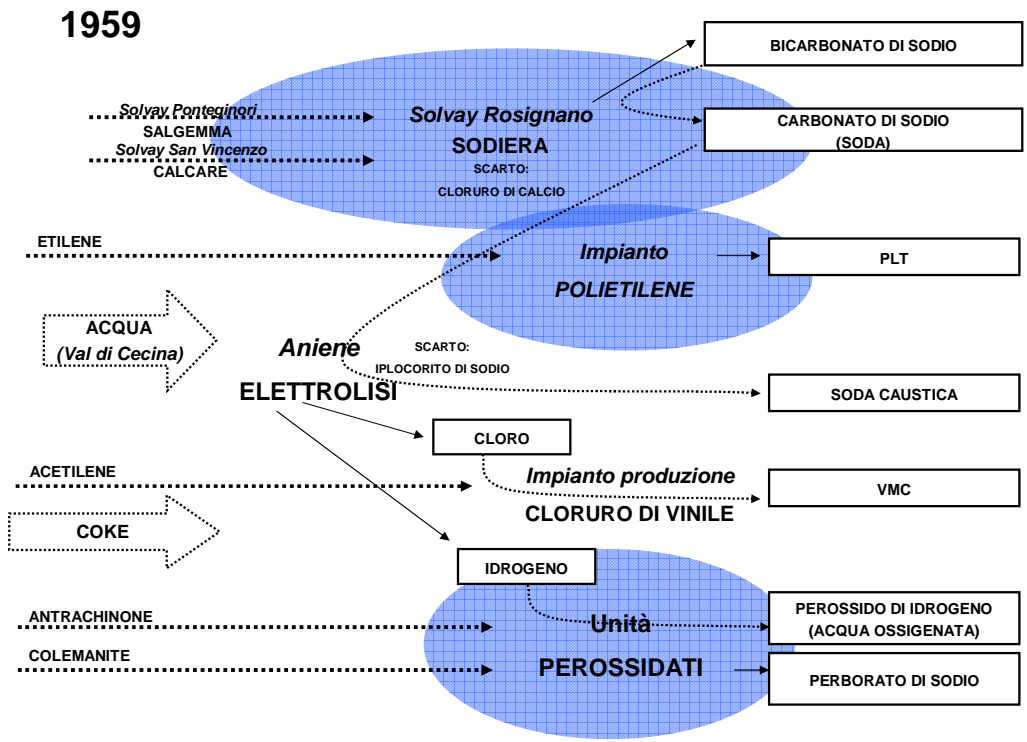 1959
BICARBONATO DI SODIO
Solvay Ponteginori
SALGEMMA
Solvay San Vincenzo
CALCARE
Solvay Rosignano
SODIERA
SCARTO:
CLORURO DI CALCIO
CARBONATO DI SODIO
(SODA)
ETILENE
Impianto
POLIETILENE
PLT
ACQUA
(Val di Cecina)
Aniene
ELETTROLISI
SCARTO:
IPLOCORITO DI SODIO
SODA CAUSTICA
CLORO
ACETILENE
Impianto produzione
CLORURO DI VINILE
VMC
COKE
IDROGENO
ANTRACHINONE
COLEMANITE
Unità
PEROSSIDATI
PEROSSIDO DI IDROGENO
(ACQUA OSSIGENATA)
PERBORATO DI SODIO